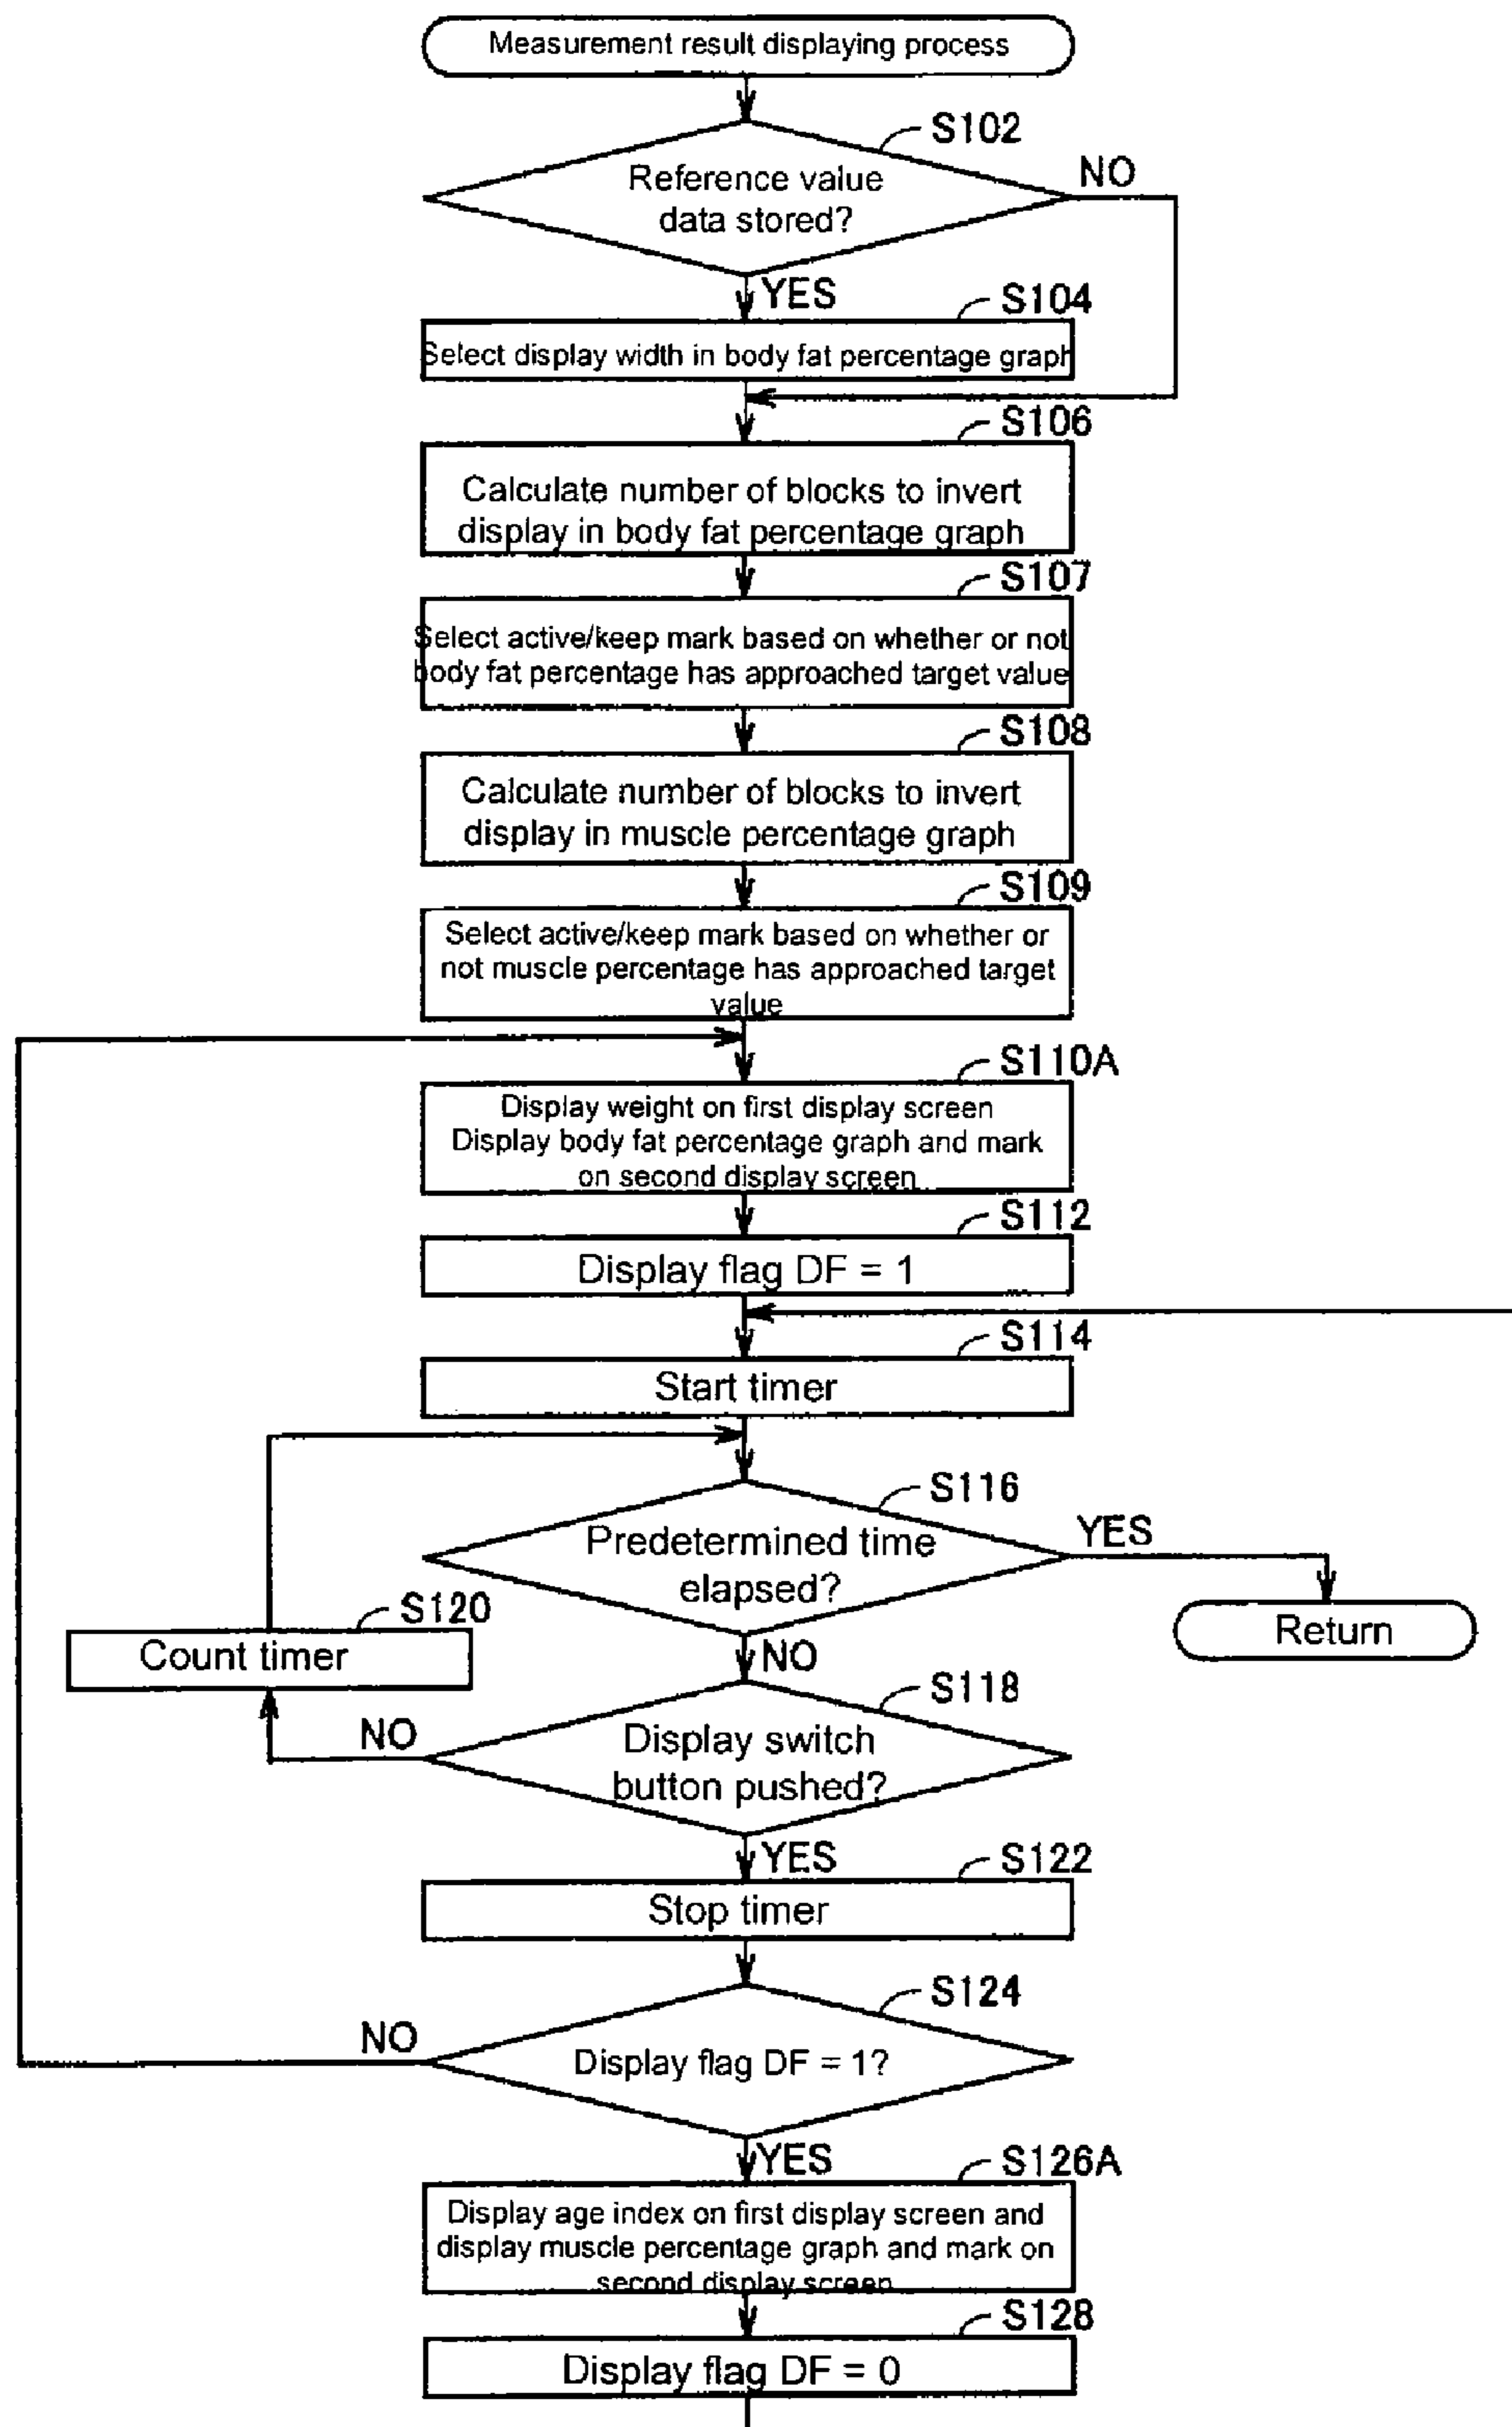 Measurement result displaying process
S102
Reference value
data stored?
NO
YES
S104
Select display width in body fat percentage graph
S106
Calculate number of blocks to invert
display in body fat percentage graph
S107
Select active/keep mark based on whether or not
body fat percentage has approached target value
S108
Calculate number of blocks to invert
display in muscle percentage graph
S109
Select active/keep mark based on whether or
not muscle percentage has approached target
value
S110A
Display weight on first display screen
Display body fat percentage graph and mark
on second display screen
S112
Display flag DF = 1
S114
Start timer
S116
Predetermined time
elapsed?
YES
Return
S120
Count timer
NO
S118
Display switch
button pushed?
NO
YES
S122
Stop timer
S124
Display flag DF = 1?
NO
YES
S126A
Display age index on first display screen and
display muscle percentage graph and mark on
second display screen
S128
Display flag DF = 0